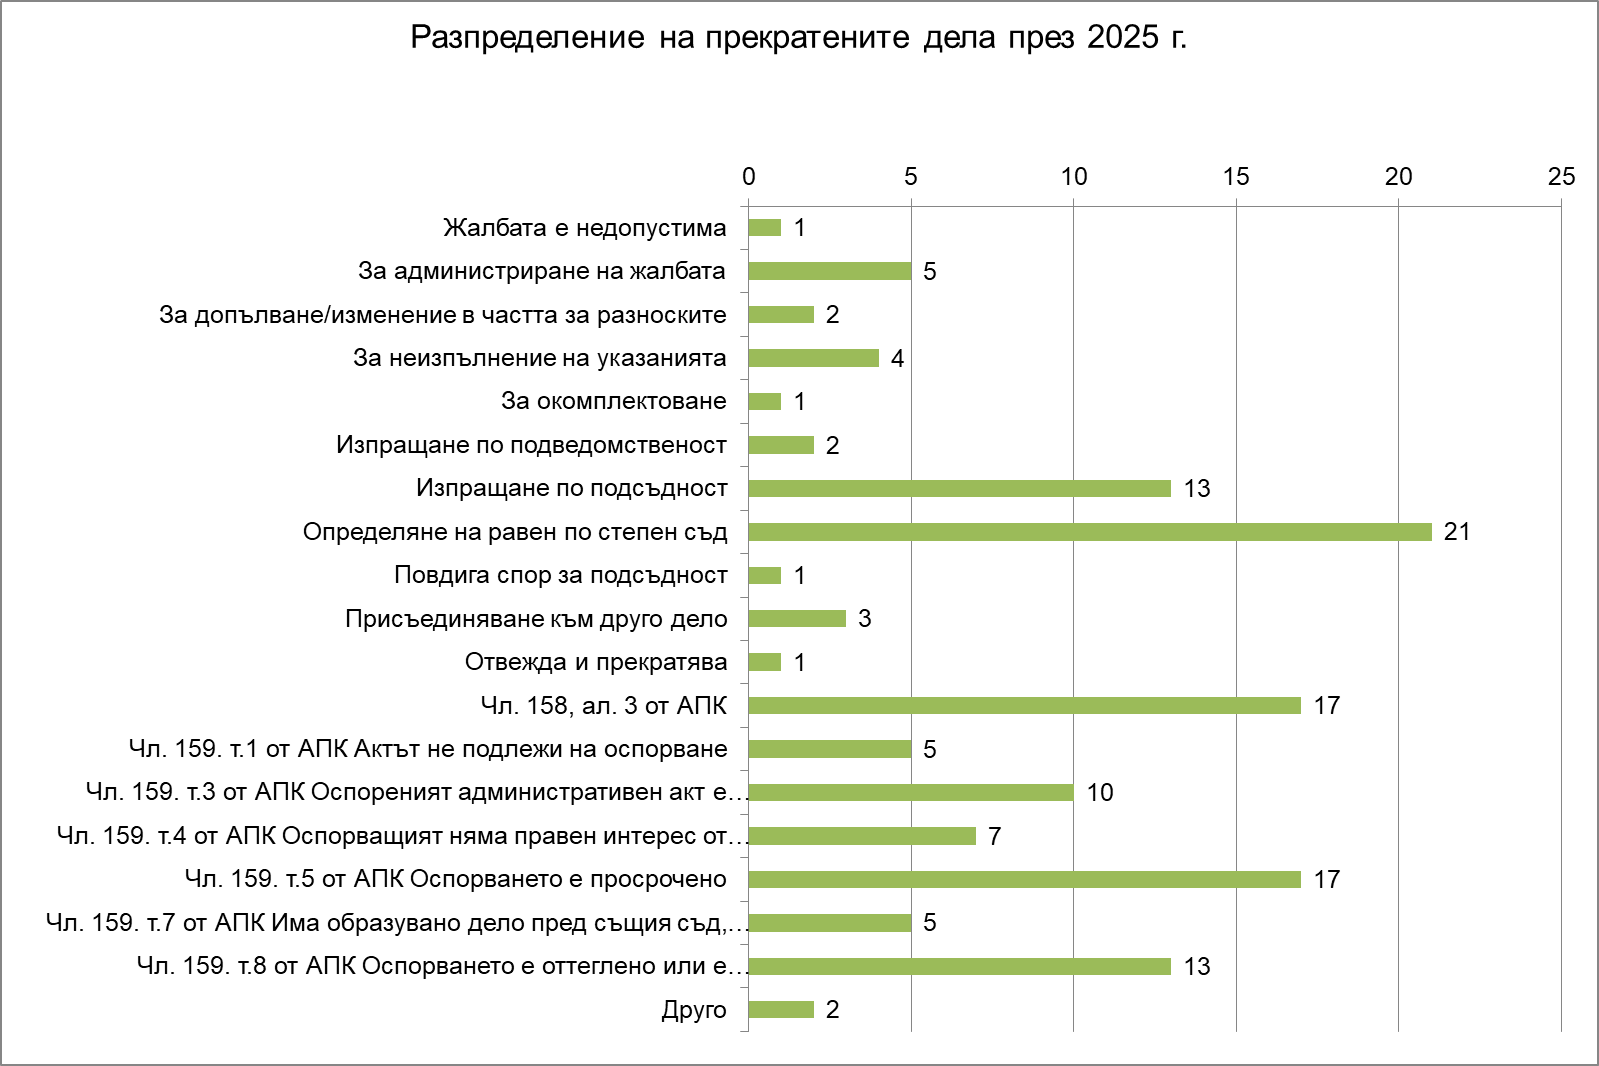 Разпределение на прекратените дела през 2025 г.
0 5 10 15 20 25
Жалбата е недопустима 1
За администриране на жалбата 5
За допълване/изменение в частта за разноските 2
За неизпълнение на указанията 4
За окомплектоване 1
Изпращане по подведомственост 2
Изпращане по подсъдност 13
Определяне на равен по степен съд 21
Повдига спор за подсъдност 1
Присъединяване към друго дело 3
Отвежда и прекратява 1
Чл. 158, ал. 3 от АПК 17
Чл. 159. т.1 от АПК Актът не подлежи на оспорване 5
Чл. 159. т.3 от АПК Оспореният административен акт е… 10
Чл. 159. т.4 от АПК Оспорващият няма правен интерес от… 7
Чл. 159. т.5 от АПК Оспорването е просрочено 17
Чл. 159. т.7 от АПК Има образувано дело пред същия съд,… 5
Чл. 159. т.8 от АПК Оспорването е оттеглено или е… 13
Друго 2